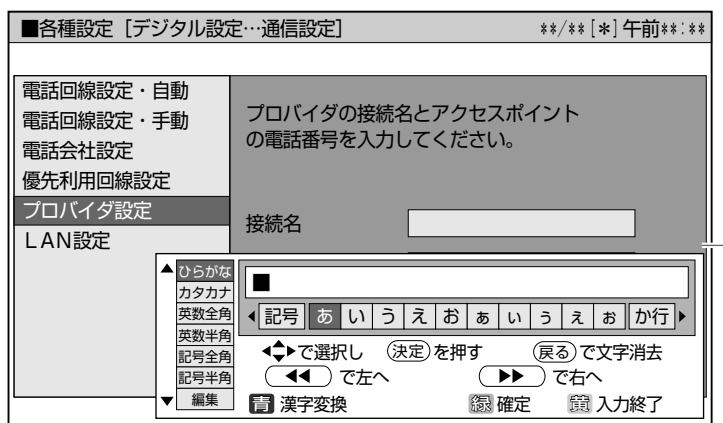 ■各種設定［デジタル設定…通信設定］ **/**[*]午前**:**
電話回線設定・自動
電話回線設定・手動
電話会社設定
優先利用回線設定
プロバイダ設定
LAN設定
プロバイダの接続名とアクセスポイント
の電話番号を入力してください。
接続名
▲ ひらがな
カタカナ
英数全角
英数半角
記号全角
記号半角
▼ 編集
■
◀ 記号 あ い う え お ぁ ぃ ぅ ぇ ぉ か行 ▶
で選択し 決定を押す 戻るで文字消去
◀◀ で左へ ▶▶ で右へ
青 漢字変換 緑 確定 黄 入力終了